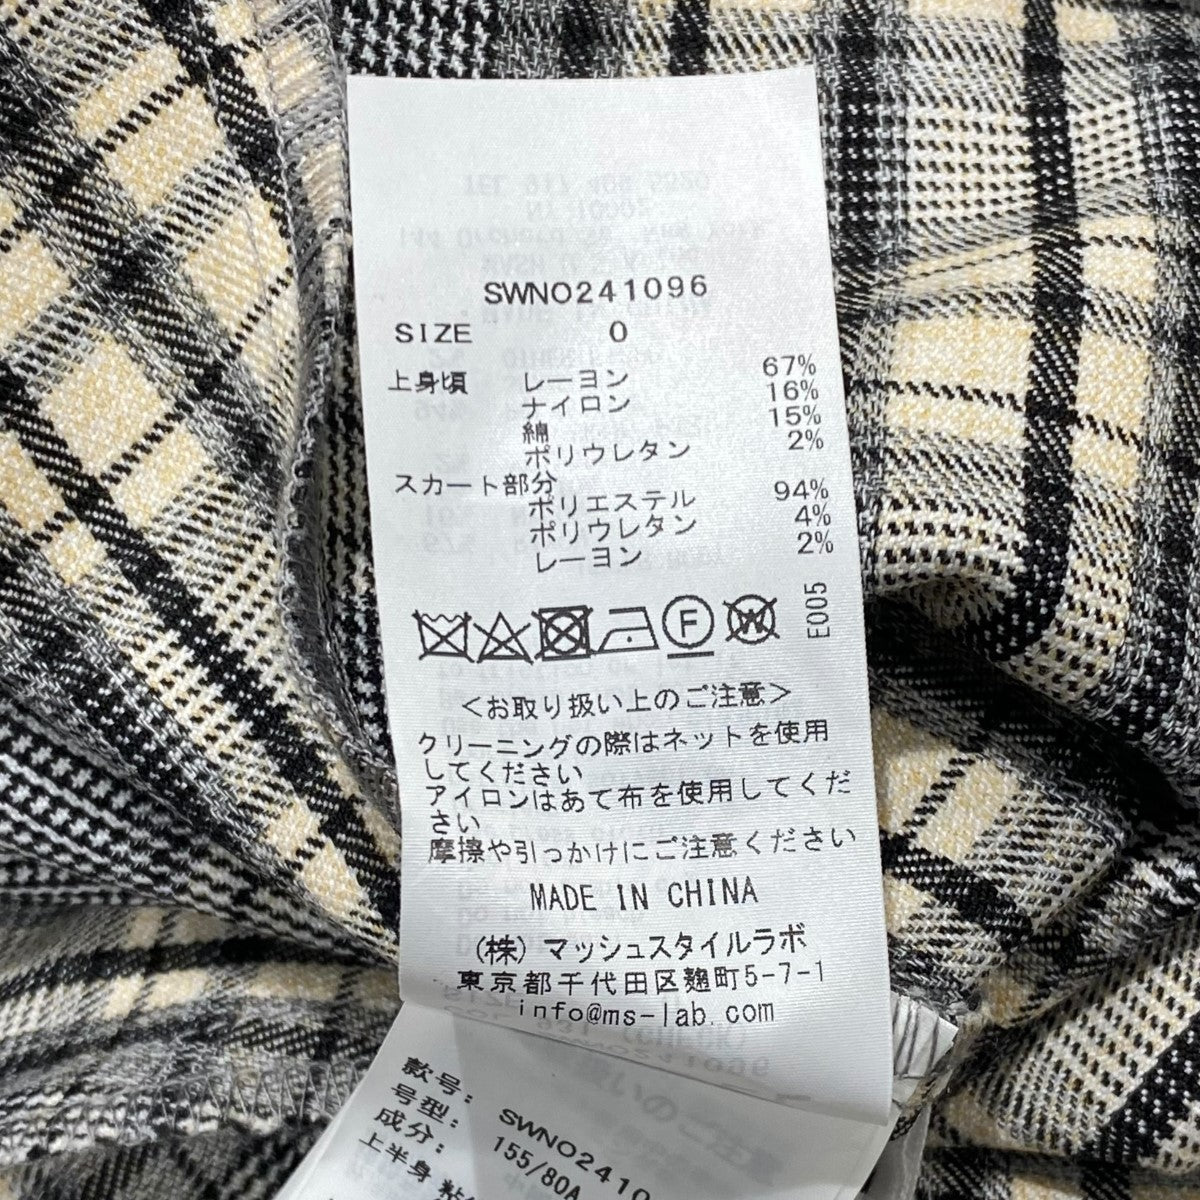 SWNO241096
SIZE 0
上身頃 レーヨン 67%
ナイロン 16%
綿 15%
ポリウレタン 2%
スカート部分
ポリエステル 94%
ポリウレタン 4%
レーヨン 2%
F
W
E005
<お取り扱い上のご注意>
クリーニングの際はネットを使用
してください
アイロンはあて布を使用してくだ
さい
摩擦や引っかけにご注意ください
MADE IN CHINA
(株) マッシュスタイルラボ
東京都千代田区麹町5-7-1
info@ms-lab.com
款号: SWNO2410
号型: 155/80A
成分:
上半身